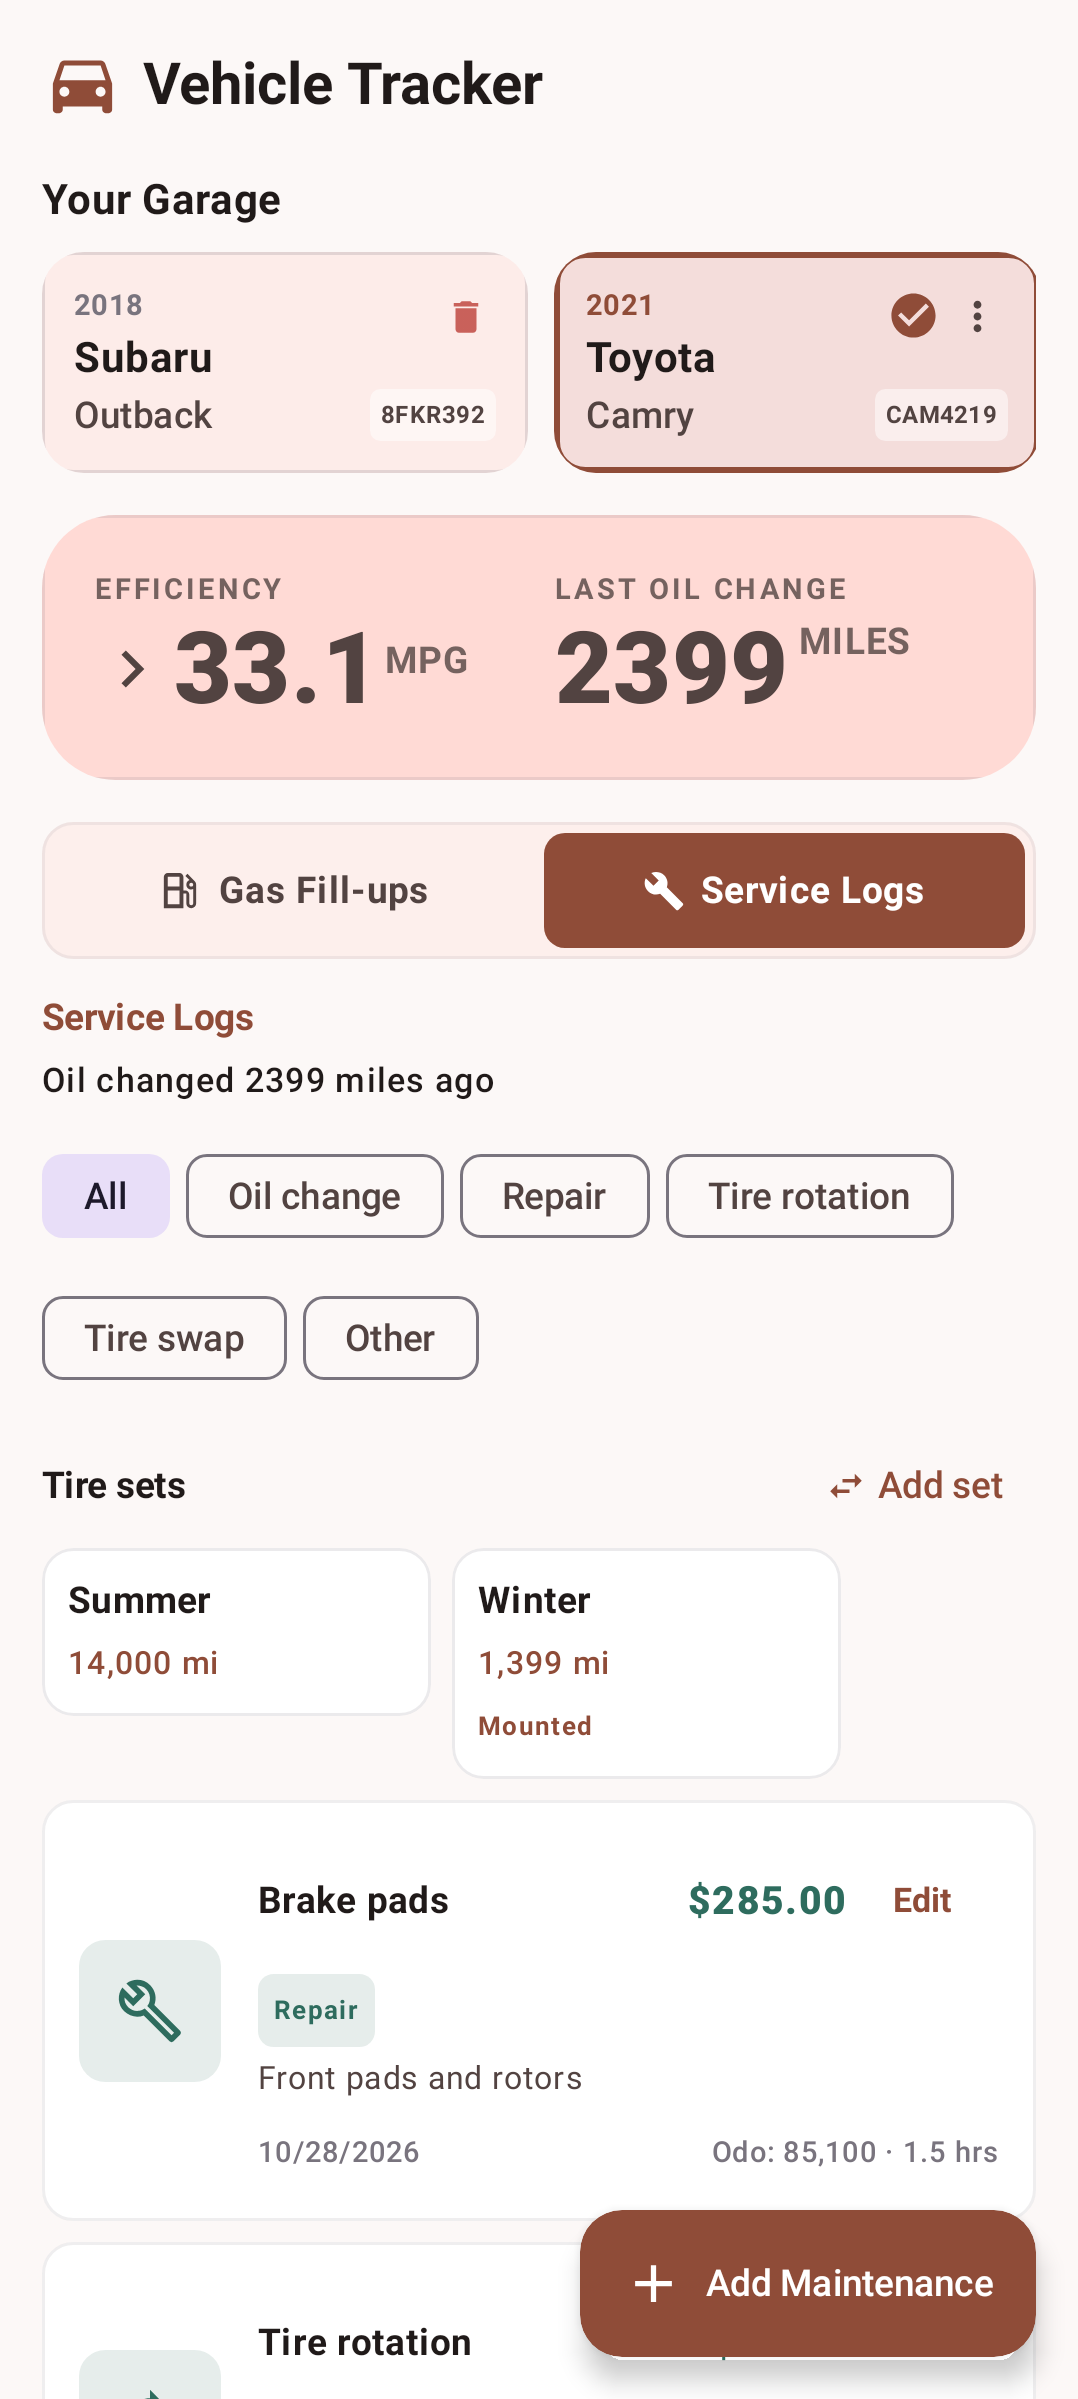 Vehicle Tracker
Your Garage
2018
Subaru
Outback
8FKR392
2021
Toyota
Camry
CAM4219
EFFICIENCY
33.1 MPG
LAST OIL CHANGE
2399 MILES
Gas Fill-ups
Service Logs
Service Logs
Oil changed 2399 miles ago
All
Oil change
Repair
Tire rotation
Tire swap
Other
Tire sets
Add set
Summer
14,000 mi
Winter
1,399 mi
Mounted
Brake pads
$285.00
Edit
Repair
Front pads and rotors
10/28/2026
Odo: 85,100 · 1.5 hrs
Tire rotation
Add Maintenance